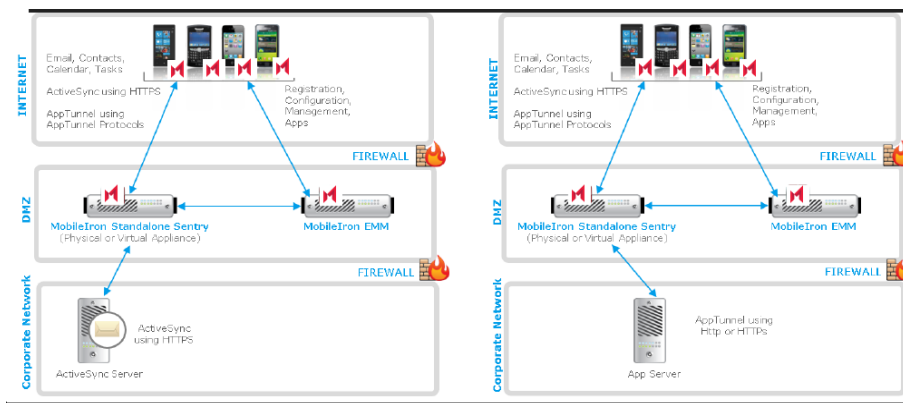 INTERNET
Email, Contacts,
Calendar, Tasks
ActiveSync using HTTPS
AppTunnel using
AppTunnel Protocols
Registration,
Configuration,
Management,
Apps
FIREWALL
DMZ
MobileIron Standalone Sentry
(Physical or Virtual Appliance)
MobileIron EMM
FIREWALL
Corporate Network
ActiveSync
using HTTPS
ActiveSync Server
INTERNET
Email, Contacts,
Calendar, Tasks
ActiveSync using HTTPS
AppTunnel using
AppTunnel Protocols
Registration,
Configuration,
Management,
Apps
FIREWALL
DMZ
MobileIron Standalone Sentry
(Physical or Virtual Appliance)
MobileIron EMM
FIREWALL
Corporate Network
AppTunnel using
Http or HTTPs
App Server